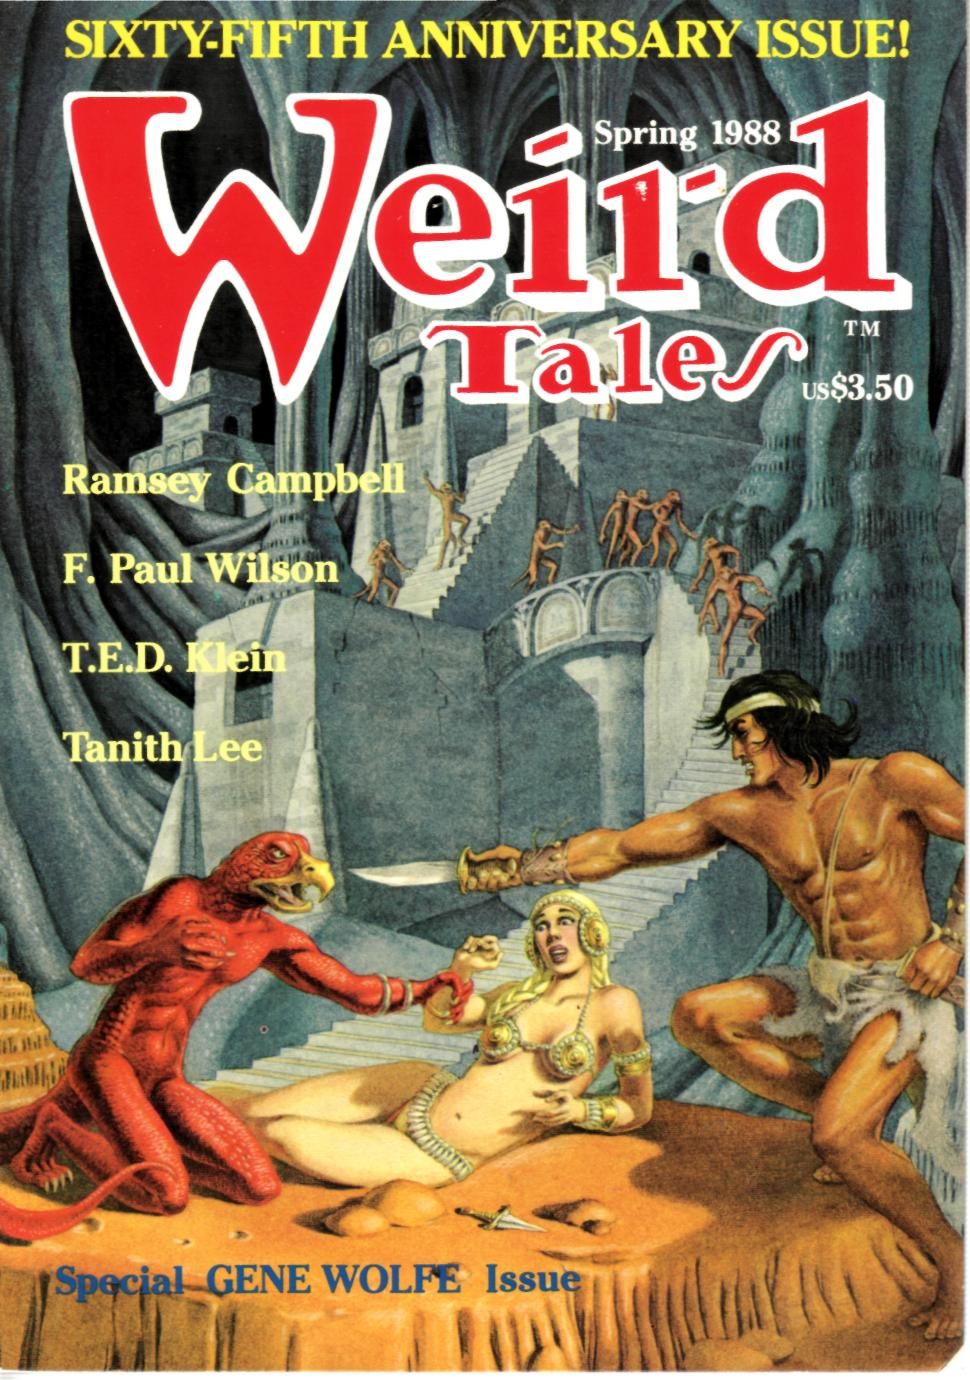 SIXTY-FIFTH ANNIVERSARY ISSUE!
Spring 1988
Weird
Tales
TM
US$3.50
Ramsey Campbell
F. Paul Wilson
T.E.D. Klein
Tanith Lee
Special GENE WOLFE Issue